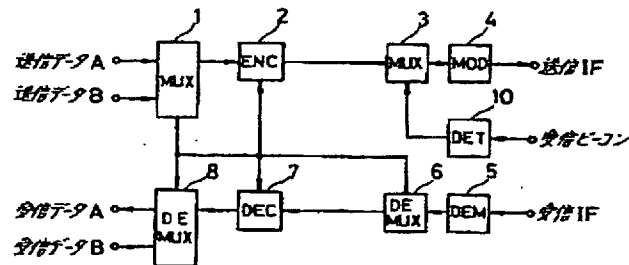 1
2
3
4
送信データA
送信データB
MUX
ENC
MUX
MOD
送信IF
10
DET
受信ビーコン
8
7
6
5
受信データA
受信データB
DE
MUX
DEC
DE
MUX
DEM
受信IF